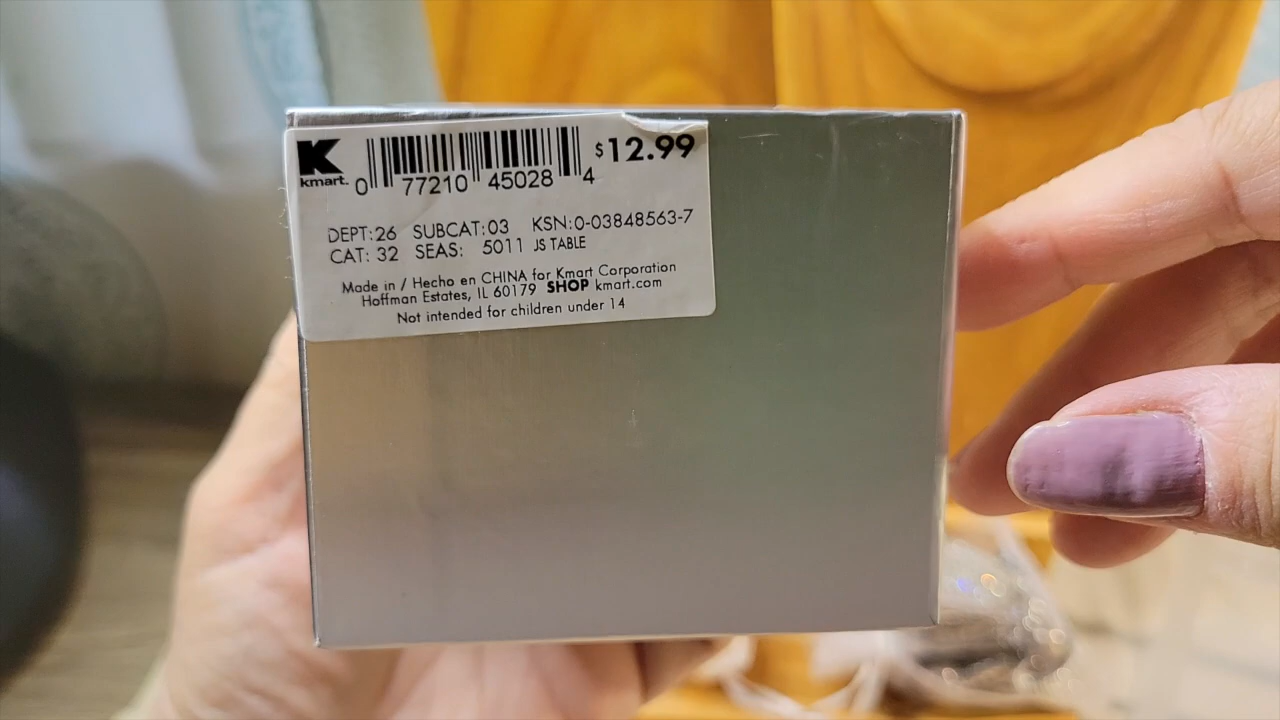 K
kmart.
0 77210 45028 4
$12.99
DEPT:26 SUBCAT:03 KSN:0-03848563-7
CAT: 32 SEAS: 5011 JS TABLE
Made in / Hecho en CHINA for Kmart Corporation
Hoffman Estates, IL 60179 SHOP kmart.com
Not intended for children under 14